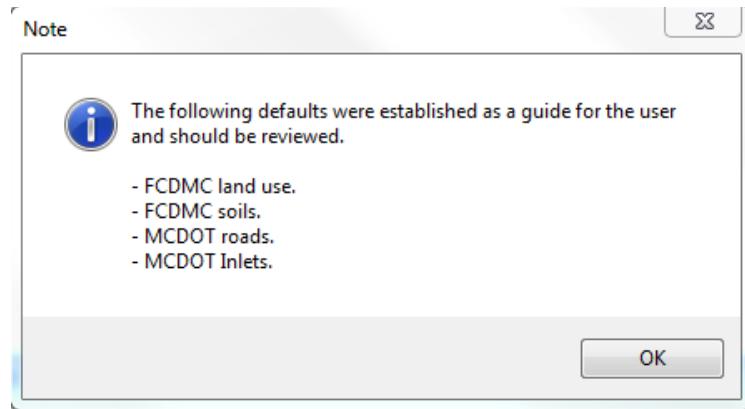 Note
The following defaults were established as a guide for the user
and should be reviewed.
- FCDMC land use.
- FCDMC soils.
- MCDOT roads.
- MCDOT Inlets.
OK